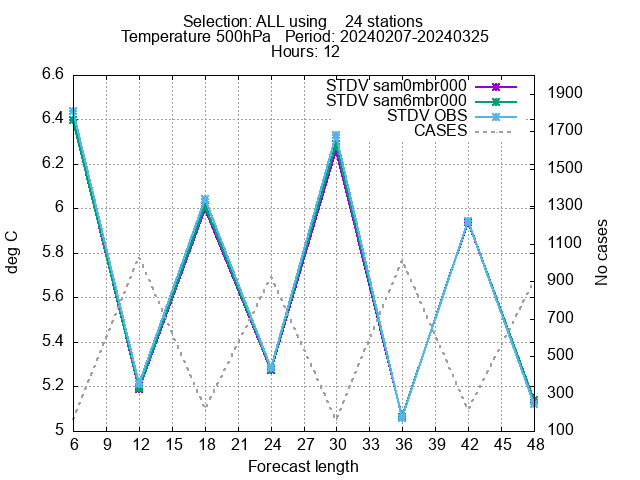 Selection: ALL using 24 stations
Temperature 500hPa Period: 20240207-20240325
Hours: 12
STDV sam0mbr000
STDV sam6mbr000
STDV OBS
CASES
6.6
6.4
6.2
6
5.8
5.6
5.4
5.2
5
deg C
1900
1700
1500
1300
1100
900
700
500
300
100
No cases
6 9 12 15 18 21 24 27 30 33 36 39 42 45 48
Forecast length